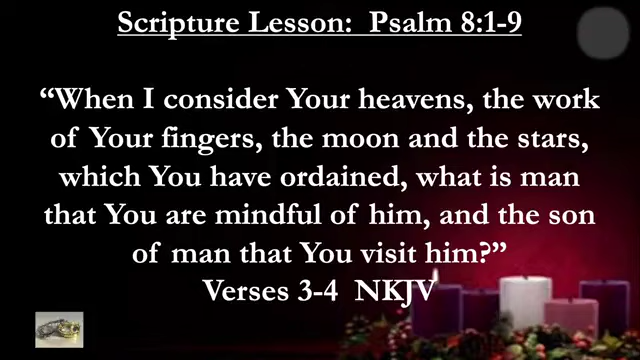 Scripture Lesson: Psalm 8:1-9
“When I consider Your heavens, the work
of Your fingers, the moon and the stars,
which You have ordained, what is man
that You are mindful of him, and the son
of man that You visit him?”
Verses 3-4 NKJV